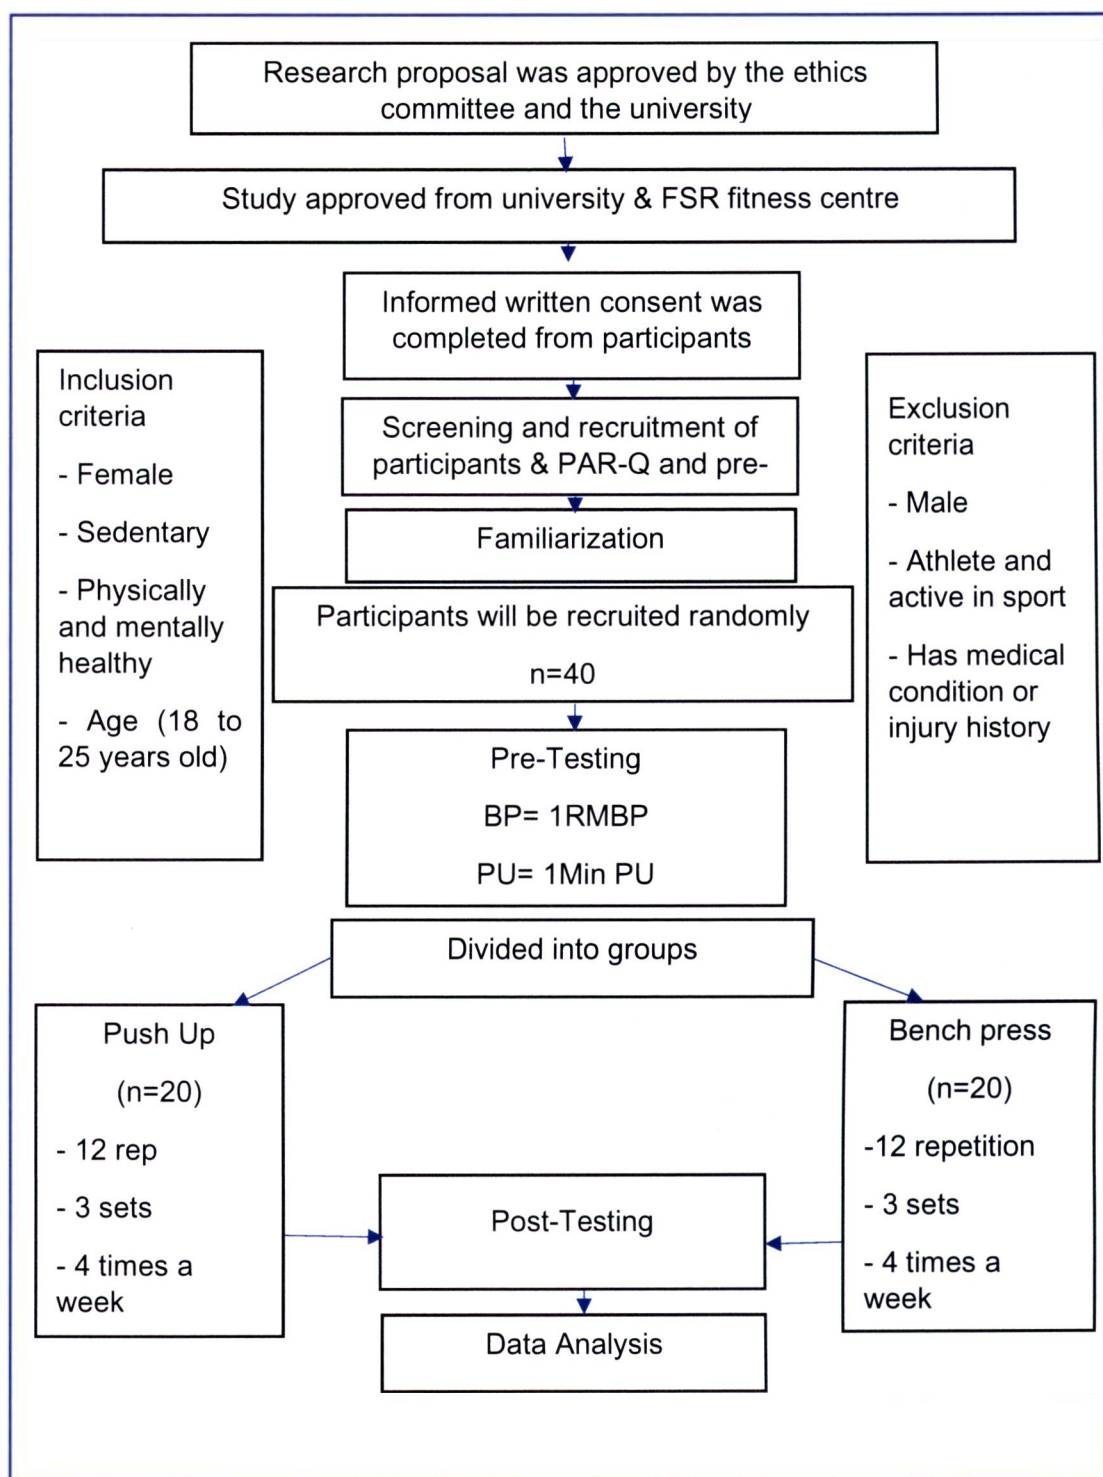 Research proposal was approved by the ethics
committee and the university
Study approved from university & FSR fitness centre
Informed written consent was
completed from participants
Inclusion
criteria
- Female
- Sedentary
- Physically
and mentally
healthy
- Age (18 to
25 years old)
Exclusion
criteria
- Male
- Athlete and
active in sport
- Has medical
condition or
injury history
Screening and recruitment of
participants & PAR-Q and pre-
Familiarization
Participants will be recruited randomly
n=40
Pre-Testing
BP= 1RMBP
PU= 1Min PU
Divided into groups
Push Up
(n=20)
- 12 rep
- 3 sets
- 4 times a
week
Bench press
(n=20)
-12 repetition
- 3 sets
- 4 times a
week
Post-Testing
Data Analysis